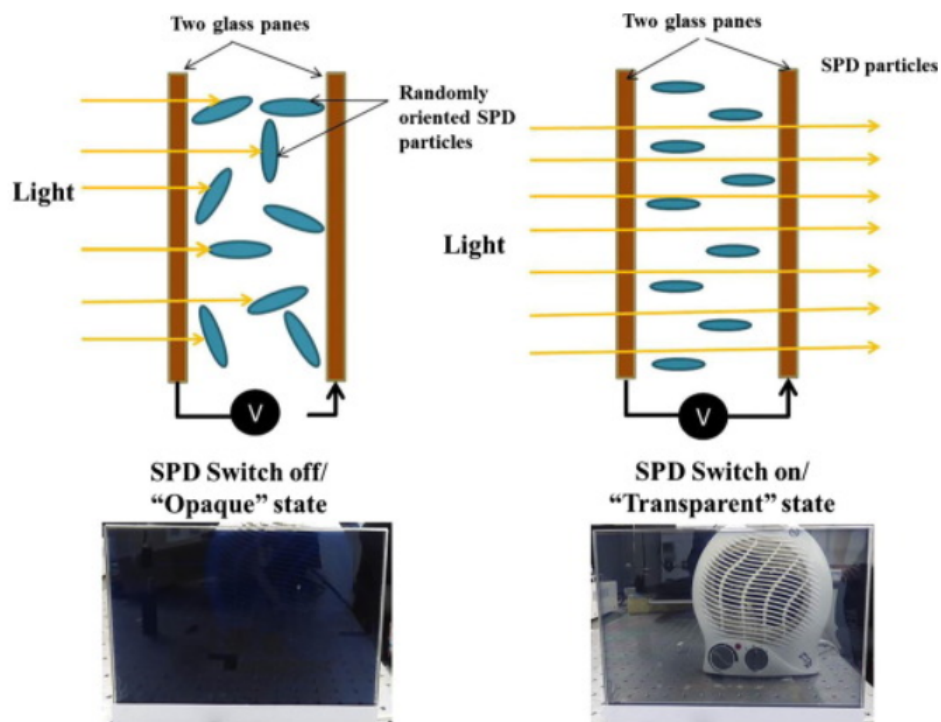 Two glass panes
Randomly
oriented SPD
particles
Light
V
SPD Switch off/
“Opaque” state
Two glass panes
SPD particles
Light
V
SPD Switch on/
“Transparent” state